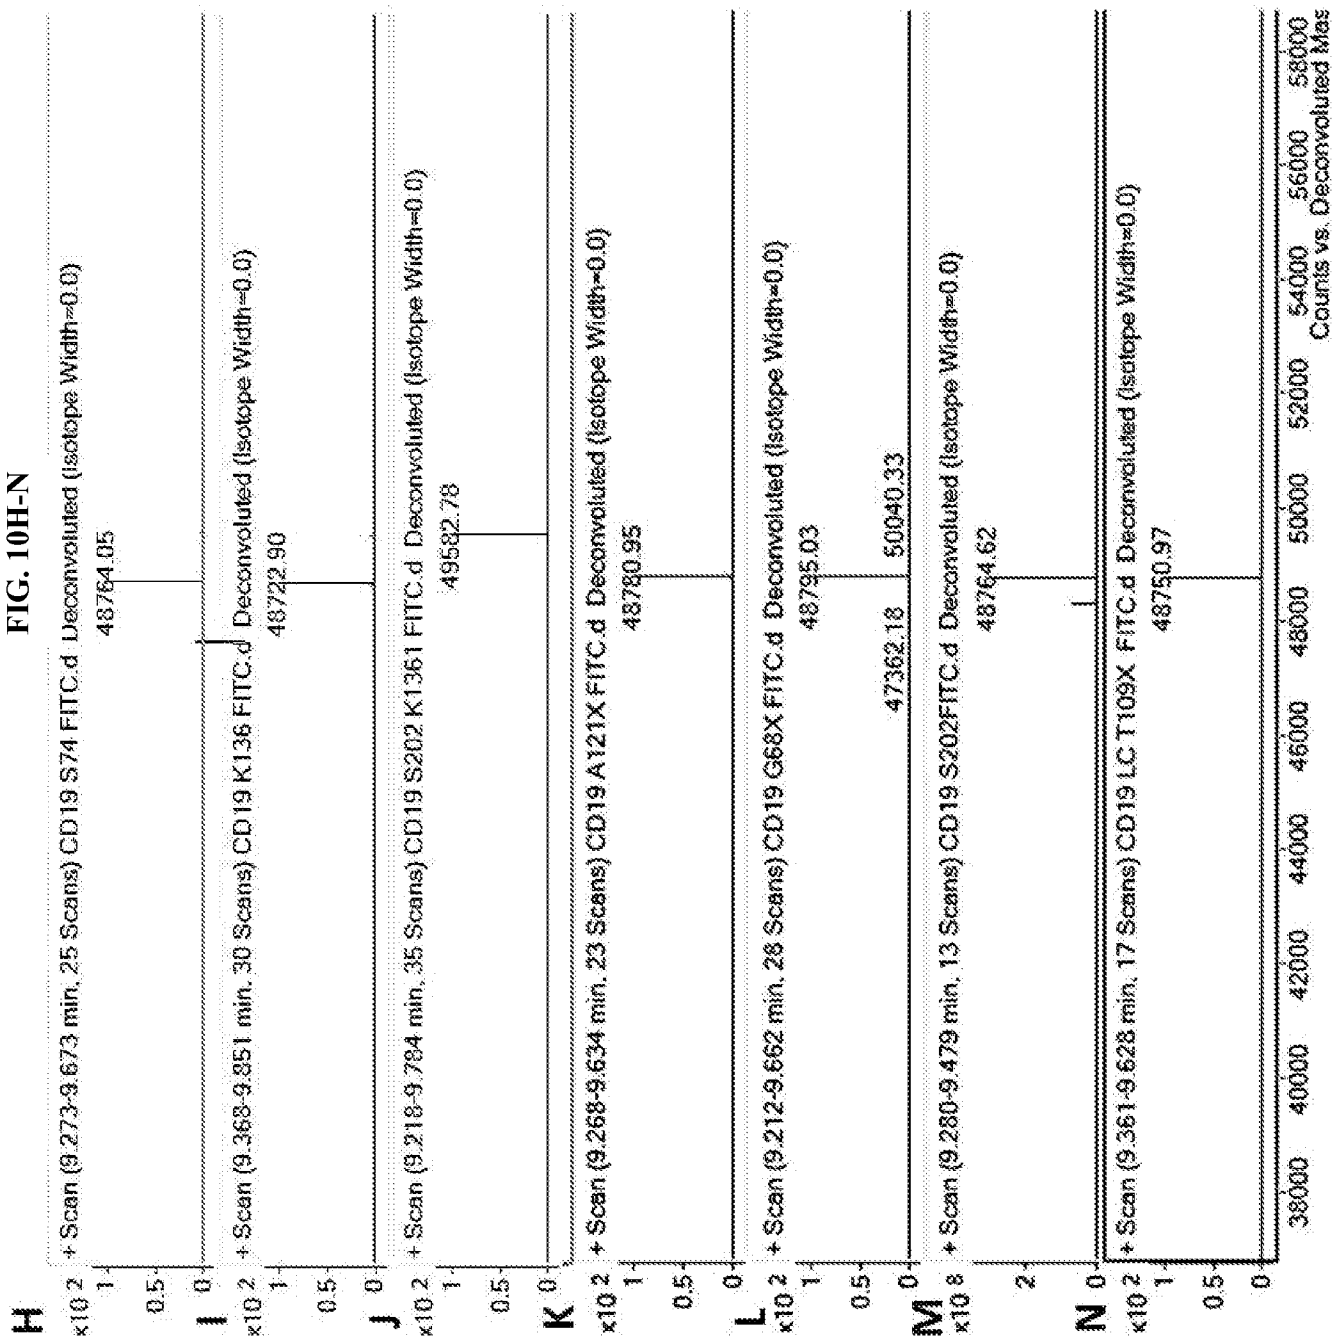 FIG. 10H-N
H
x10 2
+ Scan (9.273-9.673 min, 25 Scans) CD19 S74 FITC.d Deconvoluted (Isotope Width=0.0)
1
48764.05
0.5
0
I
x10 2
+ Scan (9.368-9.851 min, 30 Scans) CD19 K136 FITC.d Deconvoluted (Isotope Width=0.0)
1
48722.90
0.5
0
J
x10 2
+ Scan (9.218-9.784 min, 35 Scans) CD19 S202 K1361 FITC.d Deconvoluted (Isotope Width=0.0)
1
49582.78
0.5
0
K
x10 2
+ Scan (9.268-9.634 min, 23 Scans) CD19 A121X FITC.d Deconvoluted (Isotope Width=0.0)
1
48780.95
0.5
0
L
x10 2
+ Scan (9.212-9.662 min, 28 Scans) CD19 G68X FITC.d Deconvoluted (Isotope Width=0.0)
1
48795.03
0.5
47362.18 50040.33
0
M
x10 8
+ Scan (9.280-9.479 min, 13 Scans) CD19 S202FITC.d Deconvoluted (Isotope Width=0.0)
48764.62
2
0
N
x10 2
+ Scan (9.361-9.628 min, 17 Scans) CD19 LC T109X FITC.d Deconvoluted (Isotope Width=0.0)
1
48750.97
0.5
0
38000 40000 42000 44000 46000 48000 50000 52000 54000 56000 58000
Counts vs. Deconvoluted Mas